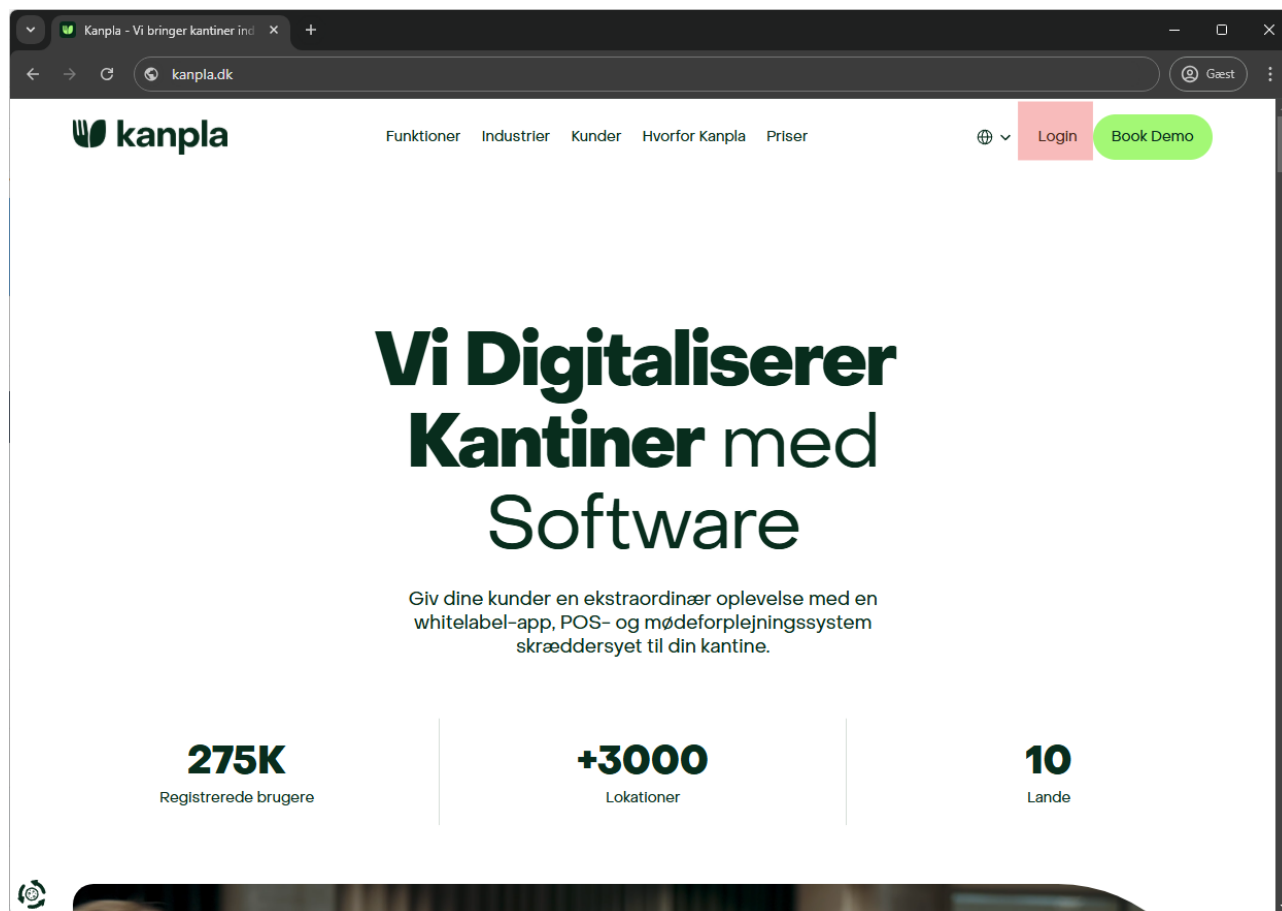 Kanpla - Vi bringer kantiner ind
kanpla.dk
Gæst
kanpla
Funktioner Industrier Kunder Hvorfor Kanpla Priser
Login
Book Demo
Vi Digitaliserer
Kantiner med
Software
Giv dine kunder en ekstraordinær oplevelse med en
whitelabel-app, POS- og mødeforplejningssystem
skræddersyet til din kantine.
275K
Registrerede brugere
+3000
Lokationer
10
Lande